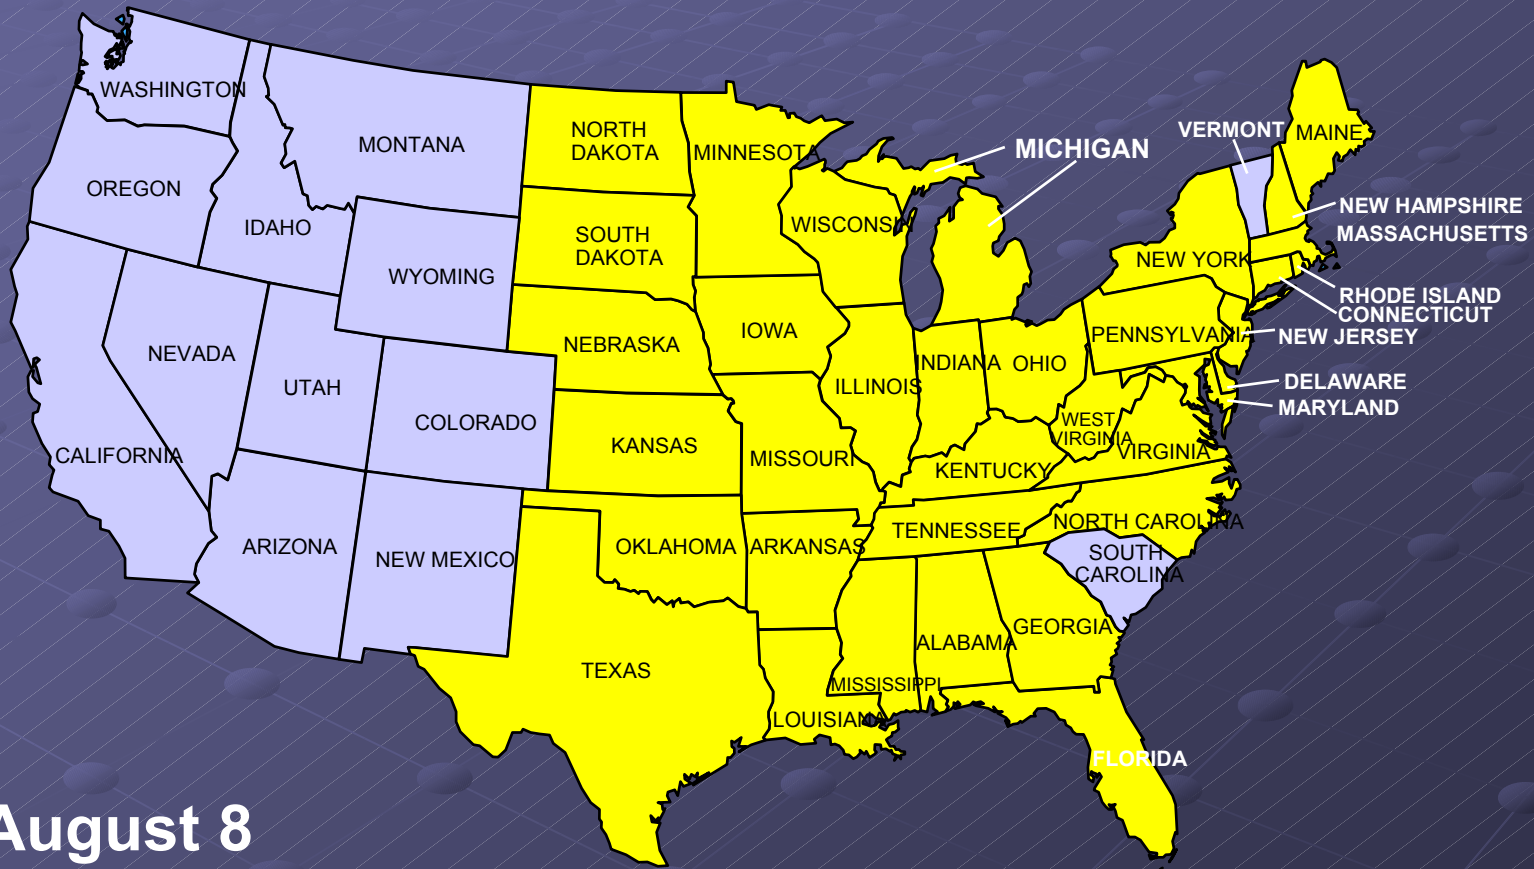 WASHINGTON
MONTANA
NORTH
DAKOTA
MINNESOTA
MICHIGAN
VERMONT
MAINE
OREGON
IDAHO
WISCONSIN
NEW HAMPSHIRE
MASSACHUSETTS
SOUTH
DAKOTA
WYOMING
NEW YORK
RHODE ISLAND
CONNECTICUT
NEVADA
NEBRASKA
IOWA
PENNSYLVANIA
NEW JERSEY
UTAH
ILLINOIS
INDIANA
OHIO
DELAWARE
MARYLAND
COLORADO
CALIFORNIA
KANSAS
MISSOURI
WEST
VIRGINIA
VIRGINIA
KENTUCKY
ARIZONA
NEW MEXICO
OKLAHOMA
ARKANSAS
TENNESSEE
NORTH CAROLINA
SOUTH
CAROLINA
TEXAS
MISSISSIPPI
ALABAMA
GEORGIA
LOUISIANA
FLORIDA
August 8